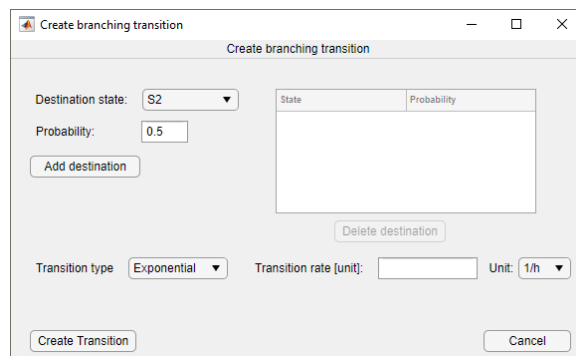 Create branching transition
Create branching transition
Destination state: S2
State Probability
Probability: 0.5
Add destination
Delete destination
Transition type Exponential Transition rate [unit]: Unit: 1/h
Create Transition Cancel